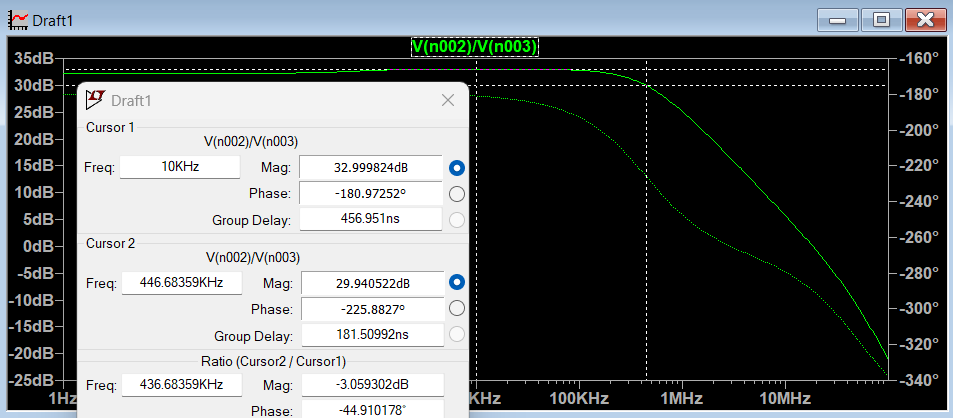 Draft1
V(n002)/V(n003)
35dB
30dB
25dB
20dB
15dB
10dB
5dB
0dB
-5dB
-10dB
-15dB
-20dB
-25dB
-160°
-180°
-200°
-220°
-240°
-260°
-280°
-300°
-320°
-340°
1Hz
KHz
100KHz
1MHz
10MHz
Draft1
Cursor 1
V(n002)/V(n003)
Freq: 10KHz Mag: 32.999824dB
Phase: -180.97252°
Group Delay: 456.951ns
Cursor 2
V(n002)/V(n003)
Freq: 446.68359KHz Mag: 29.940522dB
Phase: -225.8827°
Group Delay: 181.50992ns
Ratio (Cursor2 / Cursor1)
Freq: 436.68359KHz Mag: -3.059302dB
Phase: -44.910178°